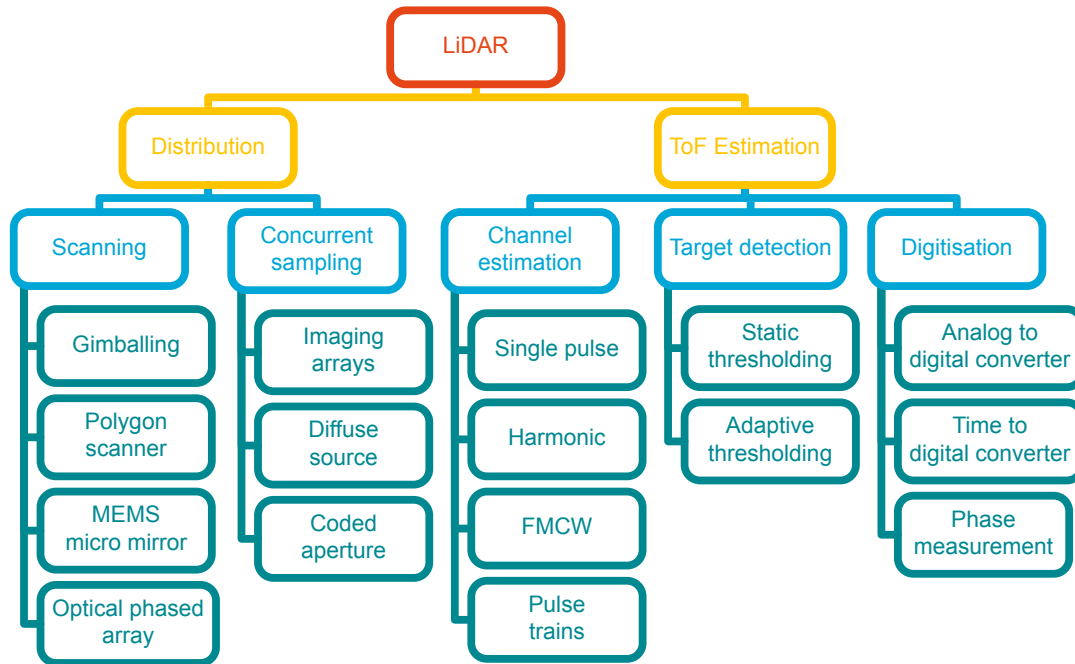 LiDAR
Distribution
ToF Estimation
Scanning
Concurrent
sampling
Channel
estimation
Target detection
Digitisation
Gimballing
Polygon
scanner
MEMS
micro mirror
Optical phased
array
Imaging
arrays
Diffuse
source
Coded
aperture
Single pulse
Harmonic
FMCW
Pulse
trains
Static
thresholding
Adaptive
thresholding
Analog to
digital converter
Time to
digital converter
Phase
measurement